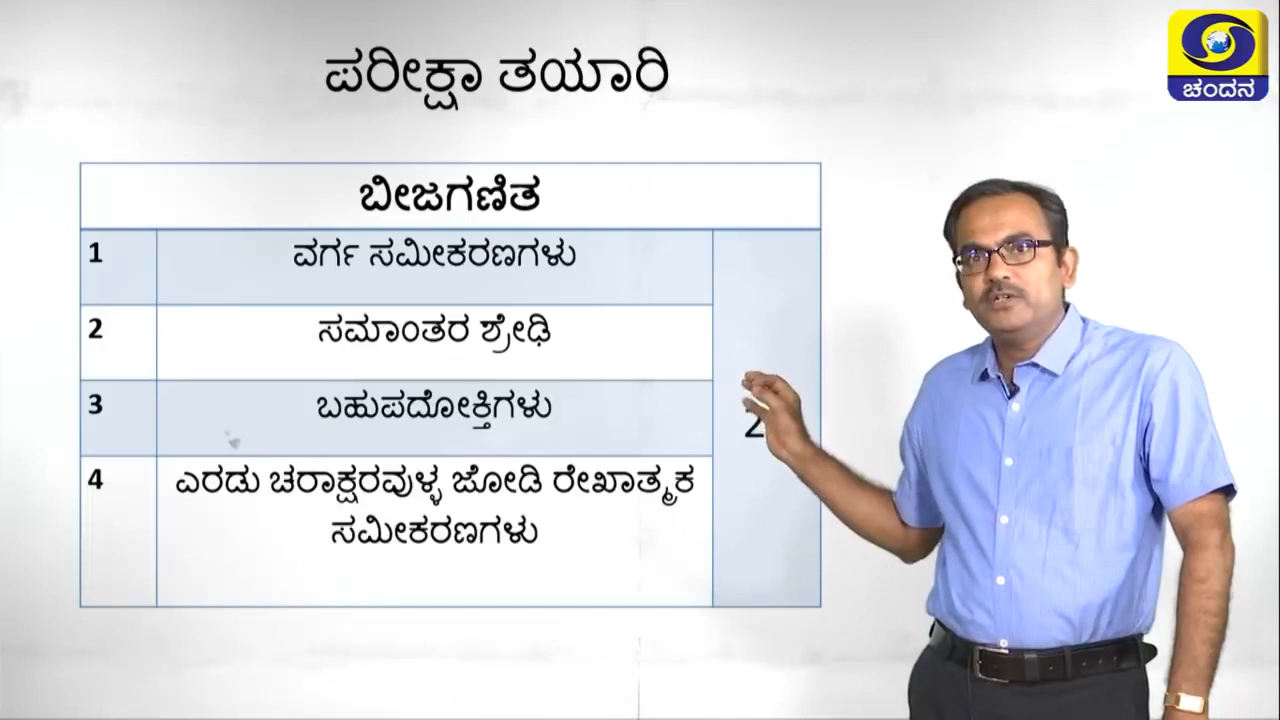 ಪರೀಕ್ಷಾ ತಯಾರಿ
ಚಂದನ
ಬೀಜಗಣಿತ
1 ವರ್ಗ ಸಮೀಕರಣಗಳು
2 ಸಮಾಂತರ ಶ್ರೇಢಿ
3 ಬಹುಪದೋಕ್ತಿಗಳು
4 ಎರಡು ಚರಾಕ್ಷರವುಳ್ಳ ಜೋಡಿ ರೇಖಾತ್ಮಕ
ಸಮೀಕರಣಗಳು